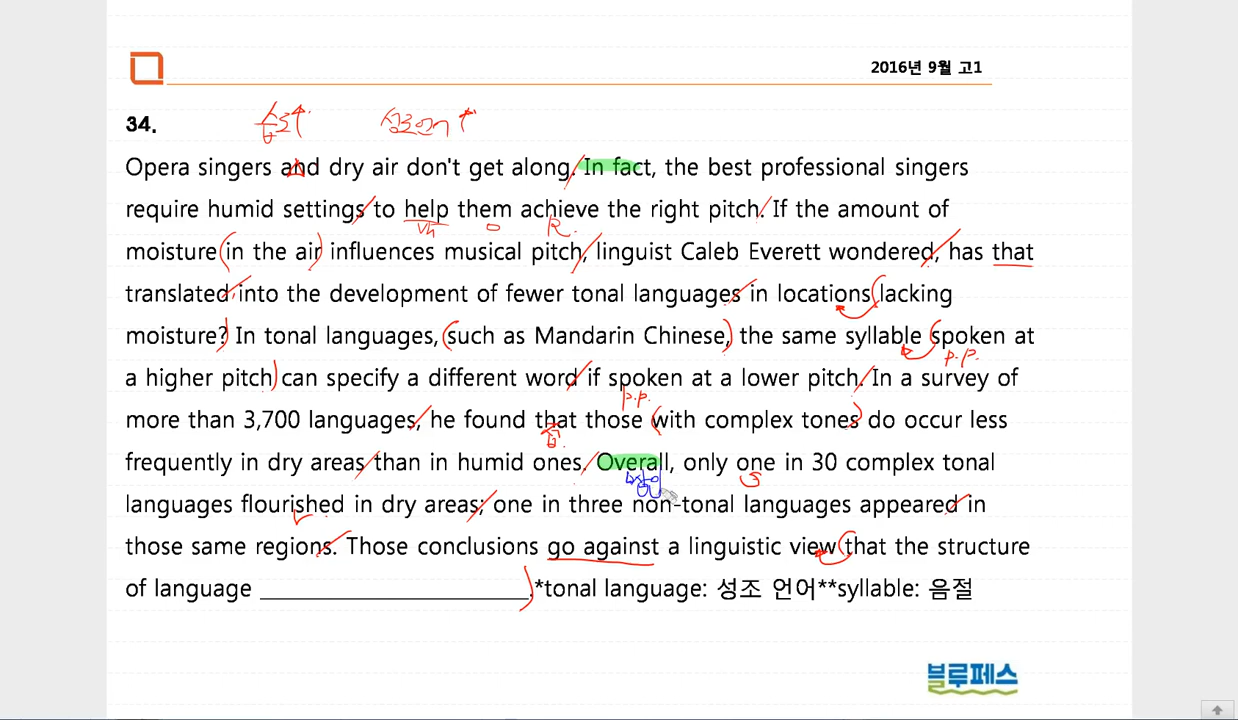 2016년 9월 고1
34.
습도↑ 성조언어↑
Opera singers and dry air don't get along. In fact, the best professional singers
require humid settings to help them achieve the right pitch. If the amount of
O R.
moisture in the air influences musical pitch, linguist Caleb Everett wondered, has that
translated into the development of fewer tonal languages in locations lacking
moisture? In tonal languages, such as Mandarin Chinese, the same syllable spoken at
p.p.
a higher pitch can specify a different word if spoken at a lower pitch. In a survey of
p.p.
more than 3,700 languages, he found that those with complex tones do occur less
frequently in dry areas than in humid ones. Overall, only one in 30 complex tonal
S
languages flourished in dry areas; one in three non-tonal languages appeared in
V
those same regions. Those conclusions go against a linguistic view that the structure
of language ______________________. *tonal language: 성조 언어**syllable: 음절
블루페스